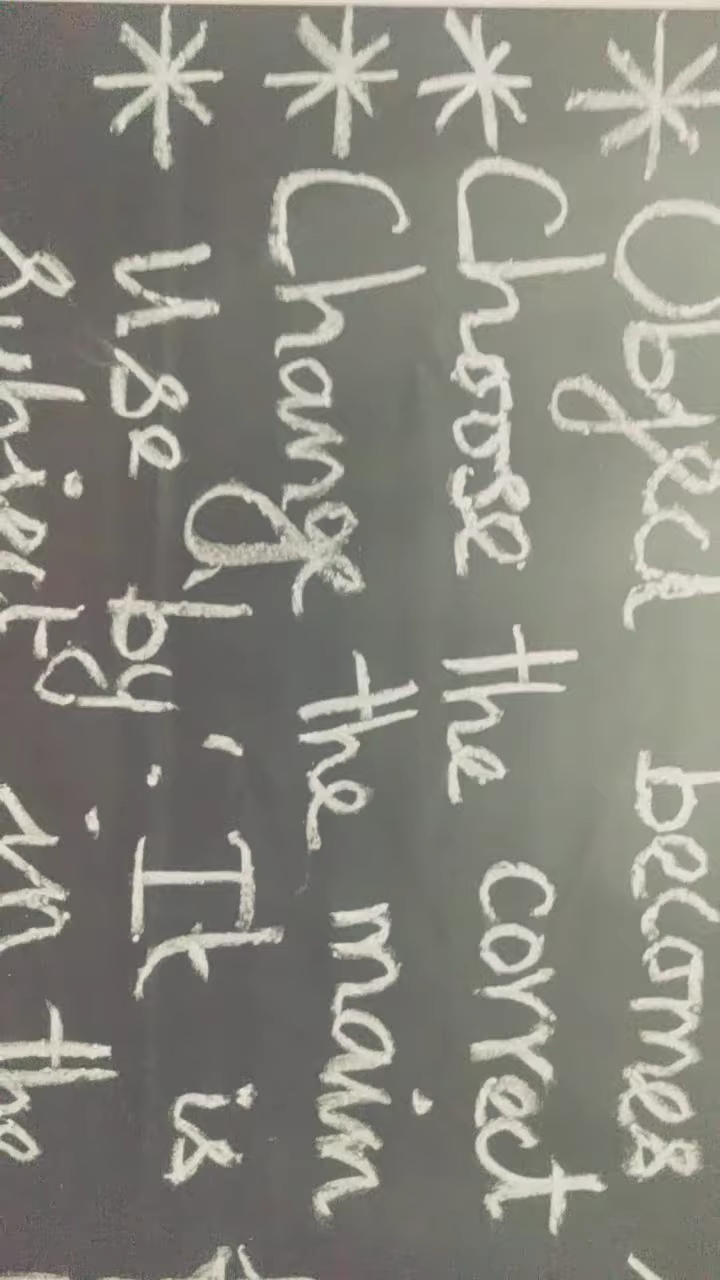 * Object becomes
* Choose the correct
* Change the main
* Use 'by'. It is
subject in the